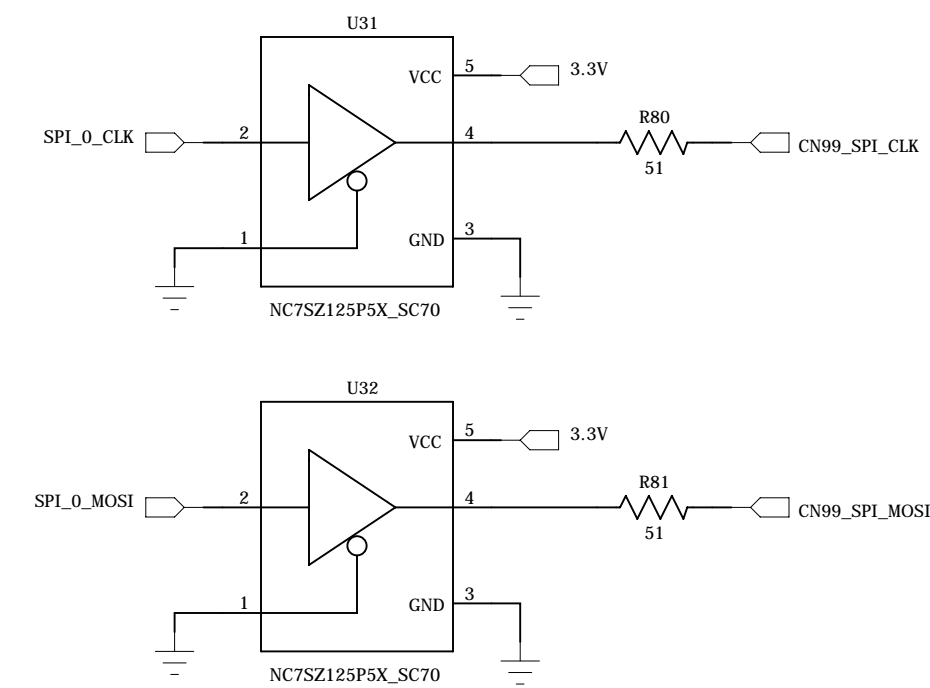 U31
VCC 5 3.3V
SPI_0_CLK 2 4 R80 51 CN99_SPI_CLK
1 GND 3
NC7SZ125P5X_SC70
U32
VCC 5 3.3V
SPI_0_MOSI 2 4 R81 51 CN99_SPI_MOSI
1 GND 3
NC7SZ125P5X_SC70